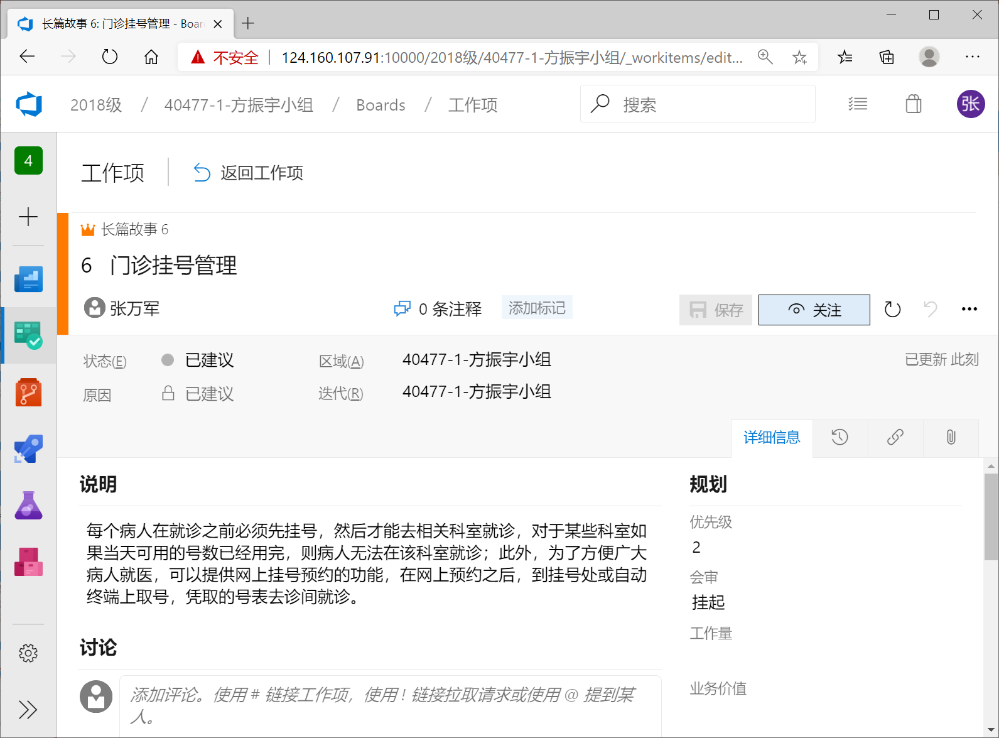 长篇故事 6: 门诊挂号管理 - Boar
不安全 | 124.160.107.91:10000/2018级/40477-1-方振宇小组/_workitems/edit...
2018级 / 40477-1-方振宇小组 / Boards / 工作项
搜索
张
4
工作项
返回工作项
长篇故事 6
6 门诊挂号管理
张万军
0 条注释
添加标记
保存
关注
状态(E)
已建议
区域(A)
40477-1-方振宇小组
已更新 此刻
原因
已建议
迭代(R)
40477-1-方振宇小组
详细信息
说明
每个病人在就诊之前必须先挂号，然后才能去相关科室就诊，对于某些科室如
果当天可用的号数已经用完，则病人无法在该科室就诊；此外，为了方便广大
病人就医，可以提供网上挂号预约的功能，在网上预约之后，到挂号处或自动
终端上取号，凭取的号表去诊间就诊。
讨论
添加评论。使用 # 链接工作项，使用 ! 链接拉取请求或使用 @ 提到某
人。
规划
优先级
2
会审
挂起
工作量
业务价值